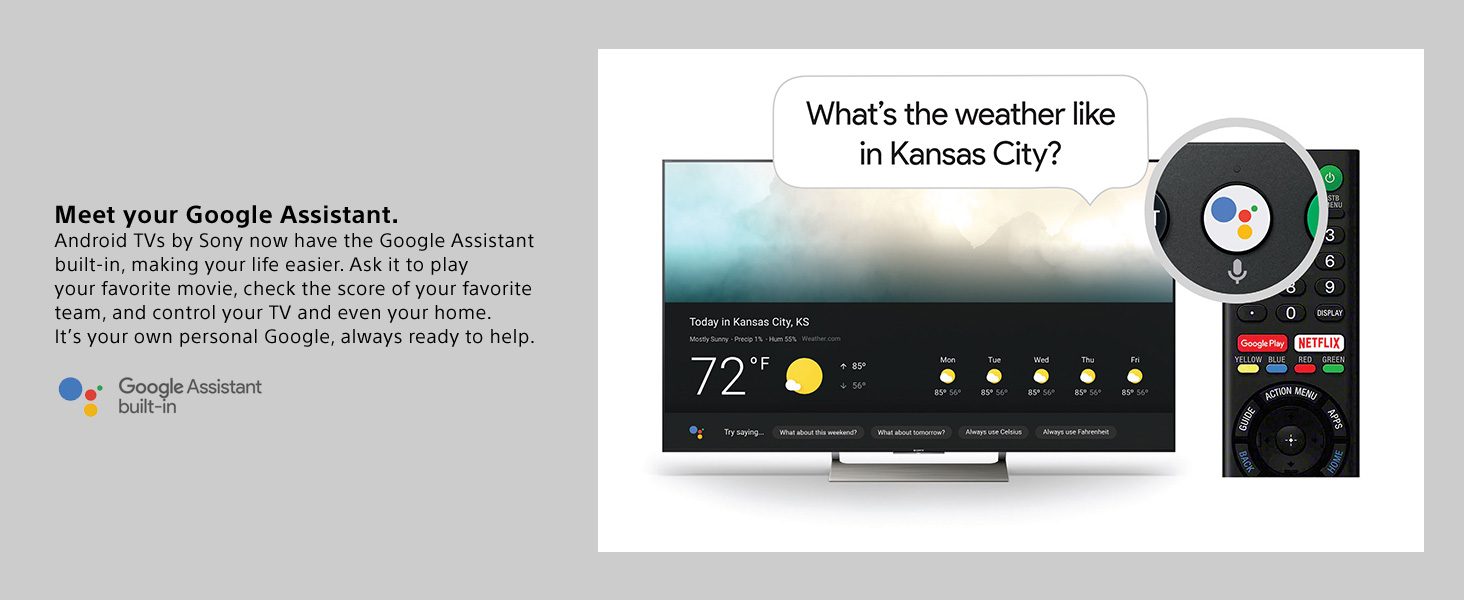 Meet your Google Assistant.
Android TVs by Sony now have the Google Assistant
built-in, making your life easier. Ask it to play
your favorite movie, check the score of your favorite
team, and control your TV and even your home.
It's your own personal Google, always ready to help.
Google Assistant
built-in
What's the weather like
in Kansas City?
Today in Kansas City, KS
Mostly Sunny · Precip 1% · Hum 55% Weather.com
72°F
↑ 85°
↓ 56°
Mon Tue Wed Thu Fri
85° 56° 85° 56° 85° 56° 85° 56° 85° 56°
Try saying... What about this weekend? What about tomorrow? Always use Celsius Always use Fahrenheit
SONY
T
3
6
8 9
· 0 DISPLAY
Google Play NETFLIX
YELLOW BLUE RED GREEN
ACTION MENU
GUIDE APPS
BACK HOME